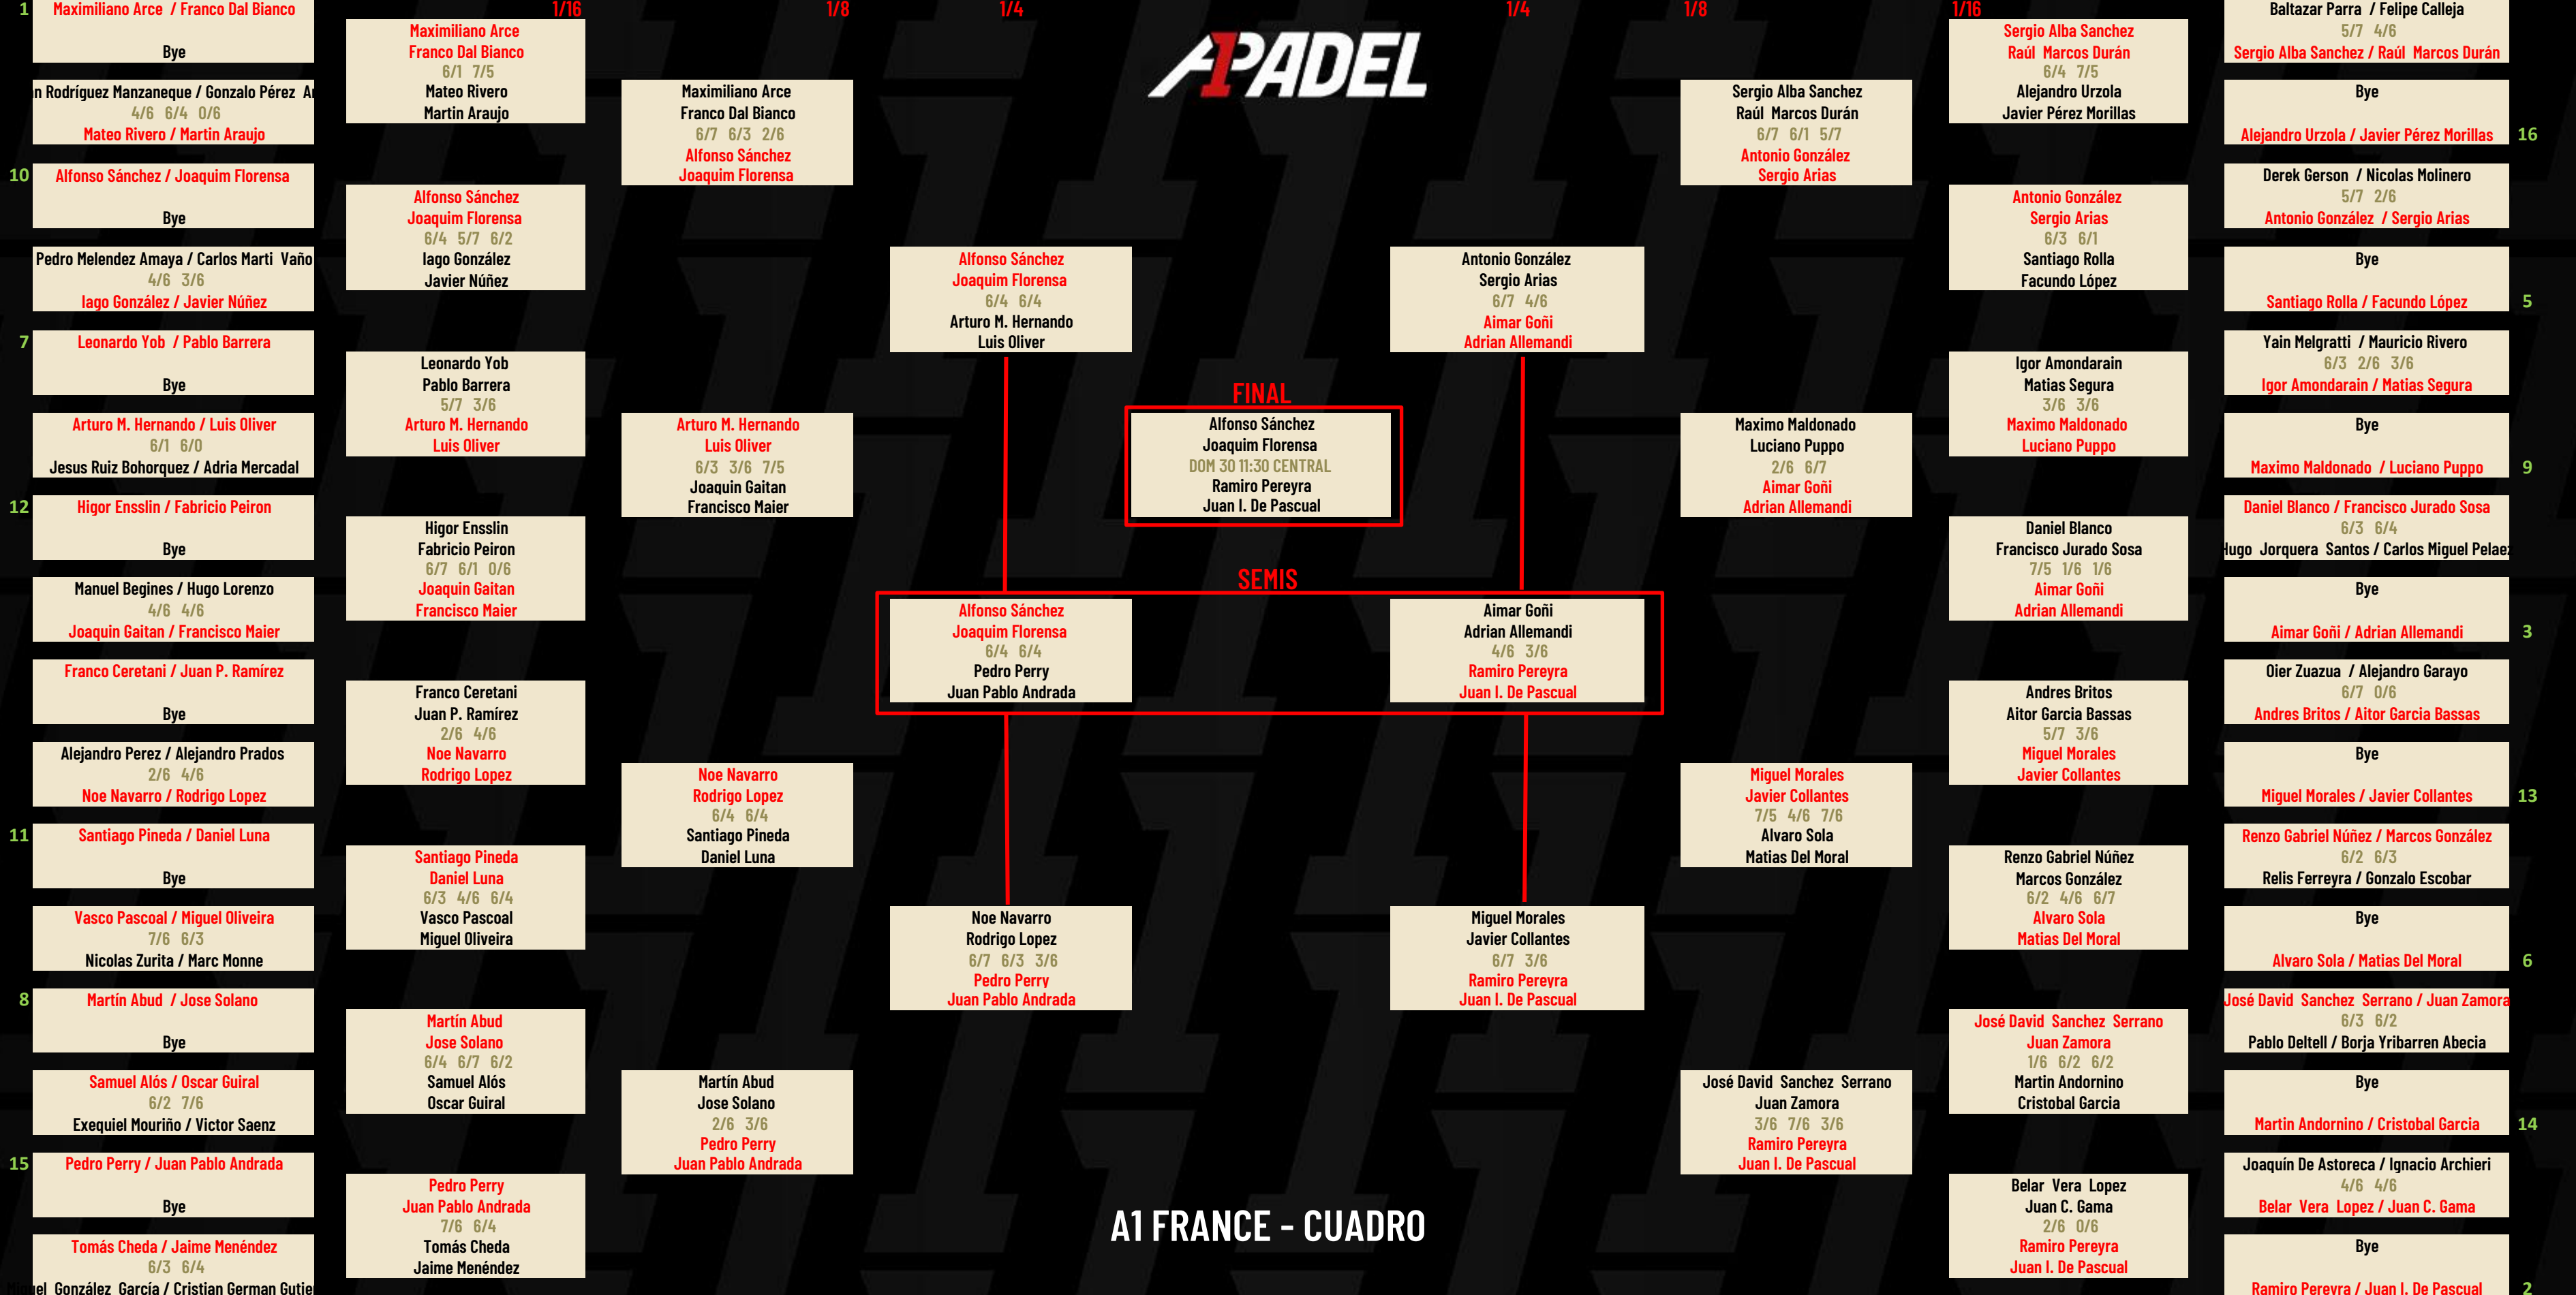 1
Maximiliano Arce / Franco Dal Bianco
Bye
Rodríguez Manzaneque / Gonzalo Pérez
4/6 6/4 0/6
Mateo Rivero / Martin Araujo
10
Alfonso Sánchez / Joaquim Florensa
Bye
Pedro Melendez Amaya / Carlos Marti Vaño
4/6 3/6
Iago González / Javier Núñez
7
Leonardo Yob / Pablo Barrera
Bye
Arturo M. Hernando / Luis Oliver
6/1 6/0
Jesus Ruiz Bohorquez / Adria Mercadal
12
Higor Ensslin / Fabricio Peiron
Bye
Manuel Begines / Hugo Lorenzo
4/6 4/6
Joaquin Gaitan / Francisco Maier
Franco Ceretani / Juan P. Ramírez
Bye
Alejandro Perez / Alejandro Prados
2/6 4/6
Noe Navarro / Rodrigo Lopez
11
Santiago Pineda / Daniel Luna
Bye
Vasco Pascoal / Miguel Oliveira
7/6 6/3
Nicolas Zurita / Marc Monne
8
Martín Abud / Jose Solano
Bye
Samuel Alós / Oscar Guiral
6/2 7/6
Exequiel Mouriño / Victor Saenz
15
Pedro Perry / Juan Pablo Andrada
Bye
Tomás Cheda / Jaime Menéndez
6/3 6/4
González García / Cristian German
1/16
Maximiliano Arce
Franco Dal Bianco
6/1 7/5
Mateo Rivero
Martin Araujo
Alfonso Sánchez
Joaquim Florensa
6/4 5/7 6/2
Iago González
Javier Núñez
Leonardo Yob
Pablo Barrera
5/7 3/6
Arturo M. Hernando
Luis Oliver
Higor Ensslin
Fabricio Peiron
6/7 6/1 0/6
Joaquin Gaitan
Francisco Maier
Franco Ceretani
Juan P. Ramírez
2/6 4/6
Noe Navarro
Rodrigo Lopez
Santiago Pineda
Daniel Luna
6/3 4/6 6/4
Vasco Pascoal
Miguel Oliveira
Martín Abud
Jose Solano
6/4 6/7 6/2
Samuel Alós
Oscar Guiral
Pedro Perry
Juan Pablo Andrada
7/6 6/4
Tomás Cheda
Jaime Menéndez
1/8
Maximiliano Arce
Franco Dal Bianco
6/7 6/3 2/6
Alfonso Sánchez
Joaquim Florensa
Arturo M. Hernando
Luis Oliver
6/3 3/6 7/5
Joaquin Gaitan
Francisco Maier
Noe Navarro
Rodrigo Lopez
6/4 6/4
Santiago Pineda
Daniel Luna
Martín Abud
Jose Solano
2/6 3/6
Pedro Perry
Juan Pablo Andrada
1/4
Alfonso Sánchez
Joaquim Florensa
6/4 6/4
Arturo M. Hernando
Luis Oliver
Alfonso Sánchez
Joaquim Florensa
6/4 6/4
Pedro Perry
Juan Pablo Andrada
Noe Navarro
Rodrigo Lopez
6/7 6/3 3/6
Pedro Perry
Juan Pablo Andrada
A1PADEL
FINAL
Alfonso Sánchez
Joaquim Florensa
DOM 30 11:30 CENTRAL
Ramiro Pereyra
Juan I. De Pascual
SEMIS
A1 FRANCE - CUADRO
1/4
Antonio González
Sergio Arias
6/7 4/6
Aimar Goñi
Adrian Allemandi
Aimar Goñi
Adrian Allemandi
4/6 3/6
Ramiro Pereyra
Juan I. De Pascual
Miguel Morales
Javier Collantes
6/7 3/6
Ramiro Pereyra
Juan I. De Pascual
1/8
Sergio Alba Sanchez
Raúl Marcos Durán
6/7 6/1 5/7
Antonio González
Sergio Arias
Maximo Maldonado
Luciano Puppo
2/6 6/7
Aimar Goñi
Adrian Allemandi
Miguel Morales
Javier Collantes
7/5 4/6 7/6
Alvaro Sola
Matias Del Moral
José David Sanchez Serrano
Juan Zamora
3/6 7/6 3/6
Ramiro Pereyra
Juan I. De Pascual
1/16
Sergio Alba Sanchez
Raúl Marcos Durán
6/4 7/5
Alejandro Urzola
Javier Pérez Morillas
Antonio González
Sergio Arias
6/3 6/1
Santiago Rolla
Facundo López
Igor Amondarain
Matias Segura
3/6 3/6
Maximo Maldonado
Luciano Puppo
Daniel Blanco
Francisco Jurado Sosa
7/5 1/6 1/6
Aimar Goñi
Adrian Allemandi
Andres Britos
Aitor Garcia Bassas
5/7 3/6
Miguel Morales
Javier Collantes
Renzo Gabriel Núñez
Marcos González
6/2 4/6 6/7
Alvaro Sola
Matias Del Moral
José David Sanchez Serrano
Juan Zamora
1/6 6/2 6/2
Martin Andornino
Cristobal Garcia
Belar Vera Lopez
Juan C. Gama
2/6 0/6
Ramiro Pereyra
Juan I. De Pascual
Baltazar Parra / Felipe Calleja
5/7 4/6
Sergio Alba Sanchez / Raúl Marcos Durán
Bye
Alejandro Urzola / Javier Pérez Morillas
16
Derek Gerson / Nicolas Molinero
5/7 2/6
Antonio González / Sergio Arias
Bye
Santiago Rolla / Facundo López
5
Yain Melgratti / Mauricio Rivero
6/3 2/6 3/6
Igor Amondarain / Matias Segura
Bye
Maximo Maldonado / Luciano Puppo
9
Daniel Blanco / Francisco Jurado Sosa
6/3 6/4
Hugo Jorquera Santos / Carlos Miguel Pelaez
Bye
Aimar Goñi / Adrian Allemandi
3
Oier Zuazua / Alejandro Garayo
6/7 0/6
Andres Britos / Aitor Garcia Bassas
Bye
Miguel Morales / Javier Collantes
13
Renzo Gabriel Núñez / Marcos González
6/2 6/3
Relis Ferreyra / Gonzalo Escobar
Bye
Alvaro Sola / Matias Del Moral
6
José David Sanchez Serrano / Juan Zamora
6/3 6/2
Pablo Deltell / Borja Yribarren Abecia
Bye
Martin Andornino / Cristobal Garcia
14
Joaquín De Astoreca / Ignacio Archieri
4/6 4/6
Belar Vera Lopez / Juan C. Gama
Bye
Ramiro Pereyra / Juan I. De Pascual
2